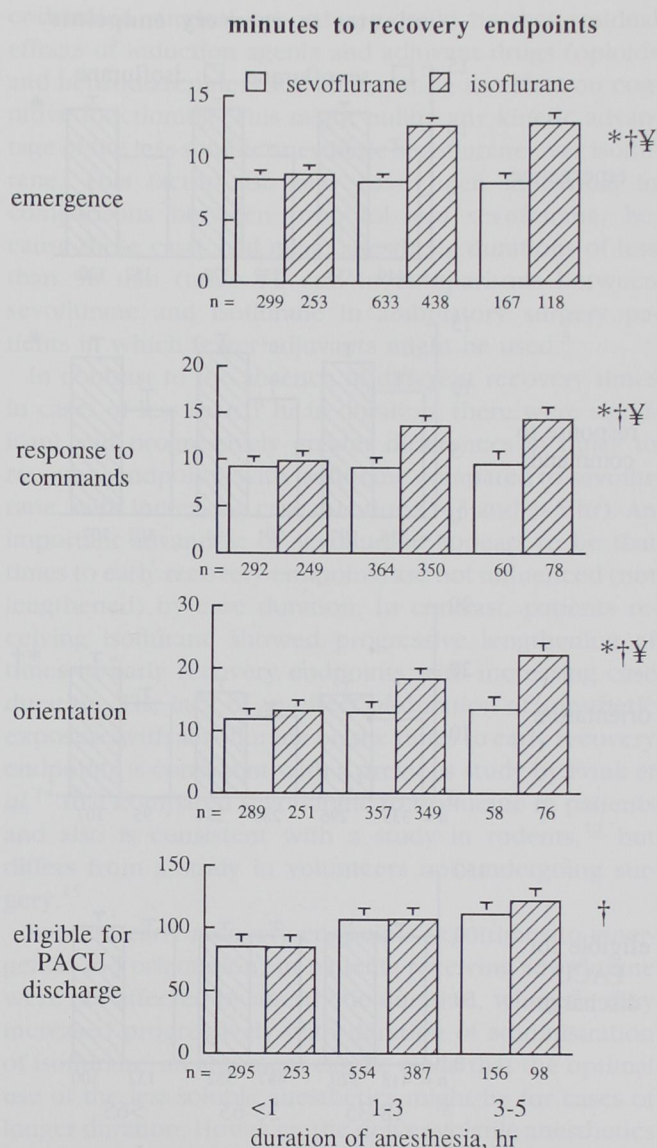 minutes to recovery endpoints
sevoflurane isoflurane
15
10
5
0
emergence
*†¥
n = 299 253 633 438 167 118
20
15
10
5
0
response to
commands
*†¥
n = 292 249 364 350 60 78
30
20
10
0
orientation
*†¥
n = 289 251 357 349 58 76
150
100
50
0
eligible for
PACU
discharge
†
n = 295 253 554 387 156 98
<1 1-3 3-5
duration of anesthesia, hr